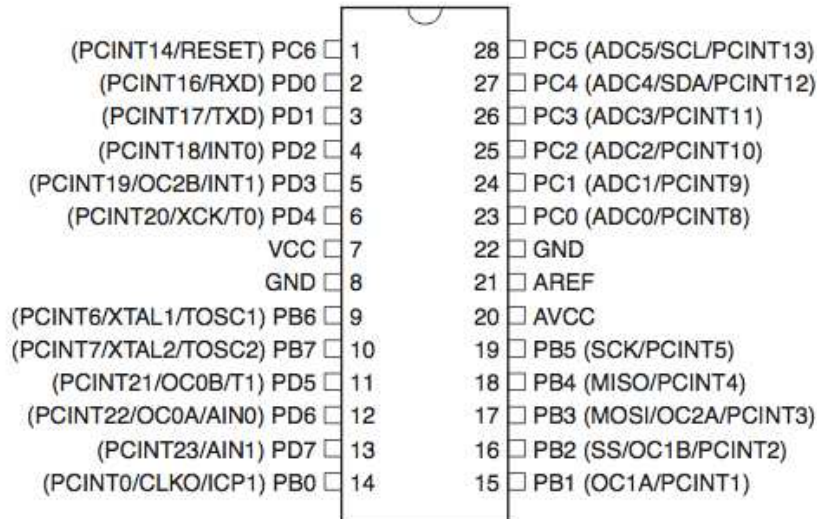 (PCINT14/RESET) PC6 1 28 PC5 (ADC5/SCL/PCINT13)
(PCINT16/RXD) PD0 2 27 PC4 (ADC4/SDA/PCINT12)
(PCINT17/TXD) PD1 3 26 PC3 (ADC3/PCINT11)
(PCINT18/INT0) PD2 4 25 PC2 (ADC2/PCINT10)
(PCINT19/OC2B/INT1) PD3 5 24 PC1 (ADC1/PCINT9)
(PCINT20/XCK/T0) PD4 6 23 PC0 (ADC0/PCINT8)
VCC 7 22 GND
GND 8 21 AREF
(PCINT6/XTAL1/TOSC1) PB6 9 20 AVCC
(PCINT7/XTAL2/TOSC2) PB7 10 19 PB5 (SCK/PCINT5)
(PCINT21/OC0B/T1) PD5 11 18 PB4 (MISO/PCINT4)
(PCINT22/OC0A/AIN0) PD6 12 17 PB3 (MOSI/OC2A/PCINT3)
(PCINT23/AIN1) PD7 13 16 PB2 (SS/OC1B/PCINT2)
(PCINT0/CLKO/ICP1) PB0 14 15 PB1 (OC1A/PCINT1)